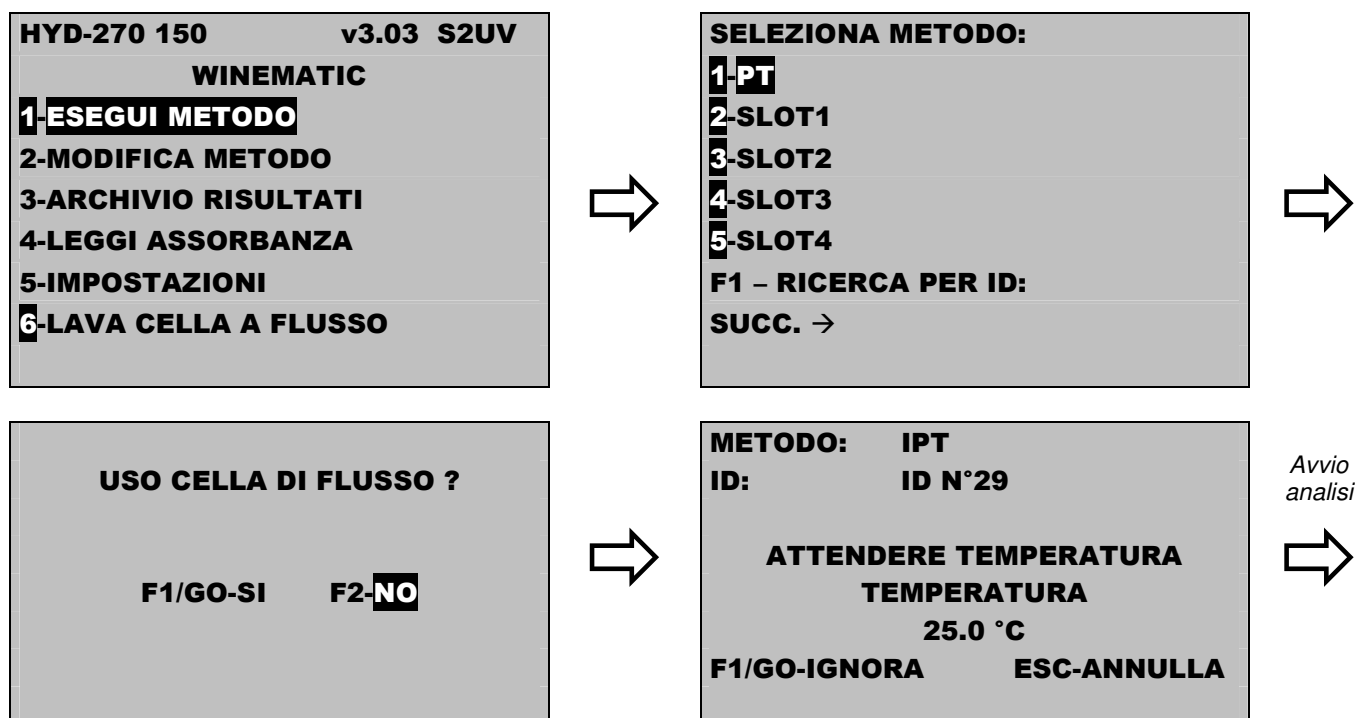 HYD-270 150 v3.03 S2UV
WINEMATIC
1-ESEGUI METODO
2-MODIFICA METODO
3-ARCHIVIO RISULTATI
4-LEGGI ASSORBANZA
5-IMPOSTAZIONI
6-LAVA CELLA A FLUSSO
SELEZIONA METODO:
1-PT
2-SLOT1
3-SLOT2
4-SLOT3
5-SLOT4
F1 – RICERCA PER ID:
SUCC. →
USO CELLA DI FLUSSO ?
F1/GO-SI F2-NO
METODO: IPT
ID: ID N°29
ATTENDERE TEMPERATURA
TEMPERATURA
25.0 °C
F1/GO-IGNORA ESC-ANNULLA
Avvio
analisi